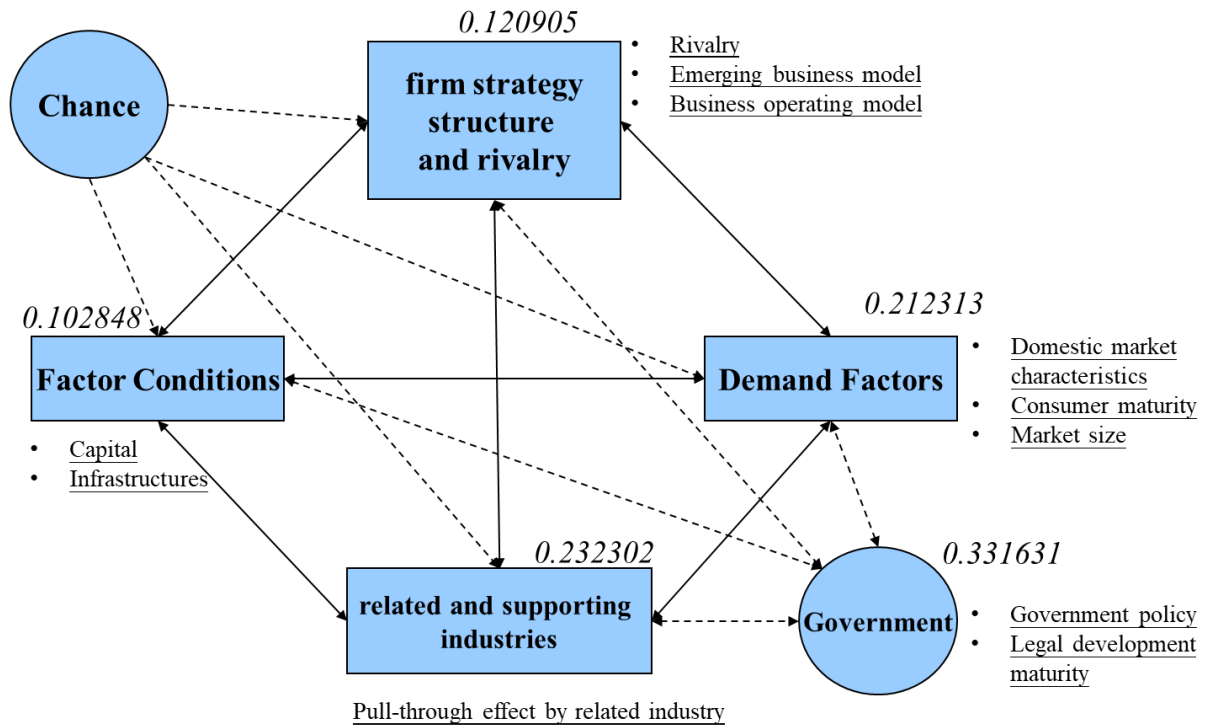 0.120905
Chance
firm strategy
structure
and rivalry
• Rivalry
• Emerging business model
• Business operating model
0.102848
Factor Conditions
• Capital
• Infrastructures
0.212313
Demand Factors
• Domestic market
characteristics
• Consumer maturity
• Market size
0.232302
related and supporting
industries
Pull-through effect by related industry
0.331631
Government
• Government policy
• Legal development
maturity